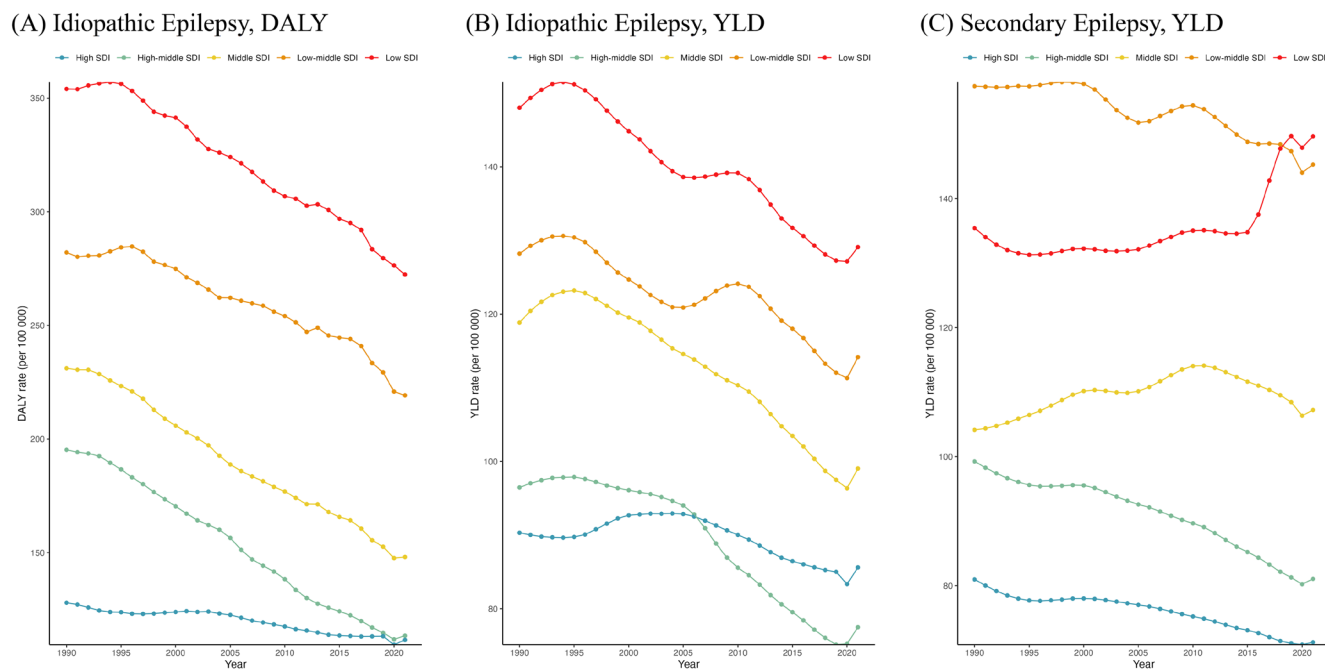 (A) Idiopathic Epilepsy, DALY
High SDI High-middle SDI Middle SDI Low-middle SDI Low SDI
350
300
250
200
150
DALY rate (per 100 000)
1990 1995 2000 2005 2010 2015 2020
Year
(B) Idiopathic Epilepsy, YLD
High SDI High-middle SDI Middle SDI Low-middle SDI Low SDI
140
120
100
80
YLD rate (per 100 000)
1990 1995 2000 2005 2010 2015 2020
Year
(C) Secondary Epilepsy, YLD
High SDI High-middle SDI Middle SDI Low-middle SDI Low SDI
140
120
100
80
YLD rate (per 100 000)
1990 1995 2000 2005 2010 2015 2020
Year